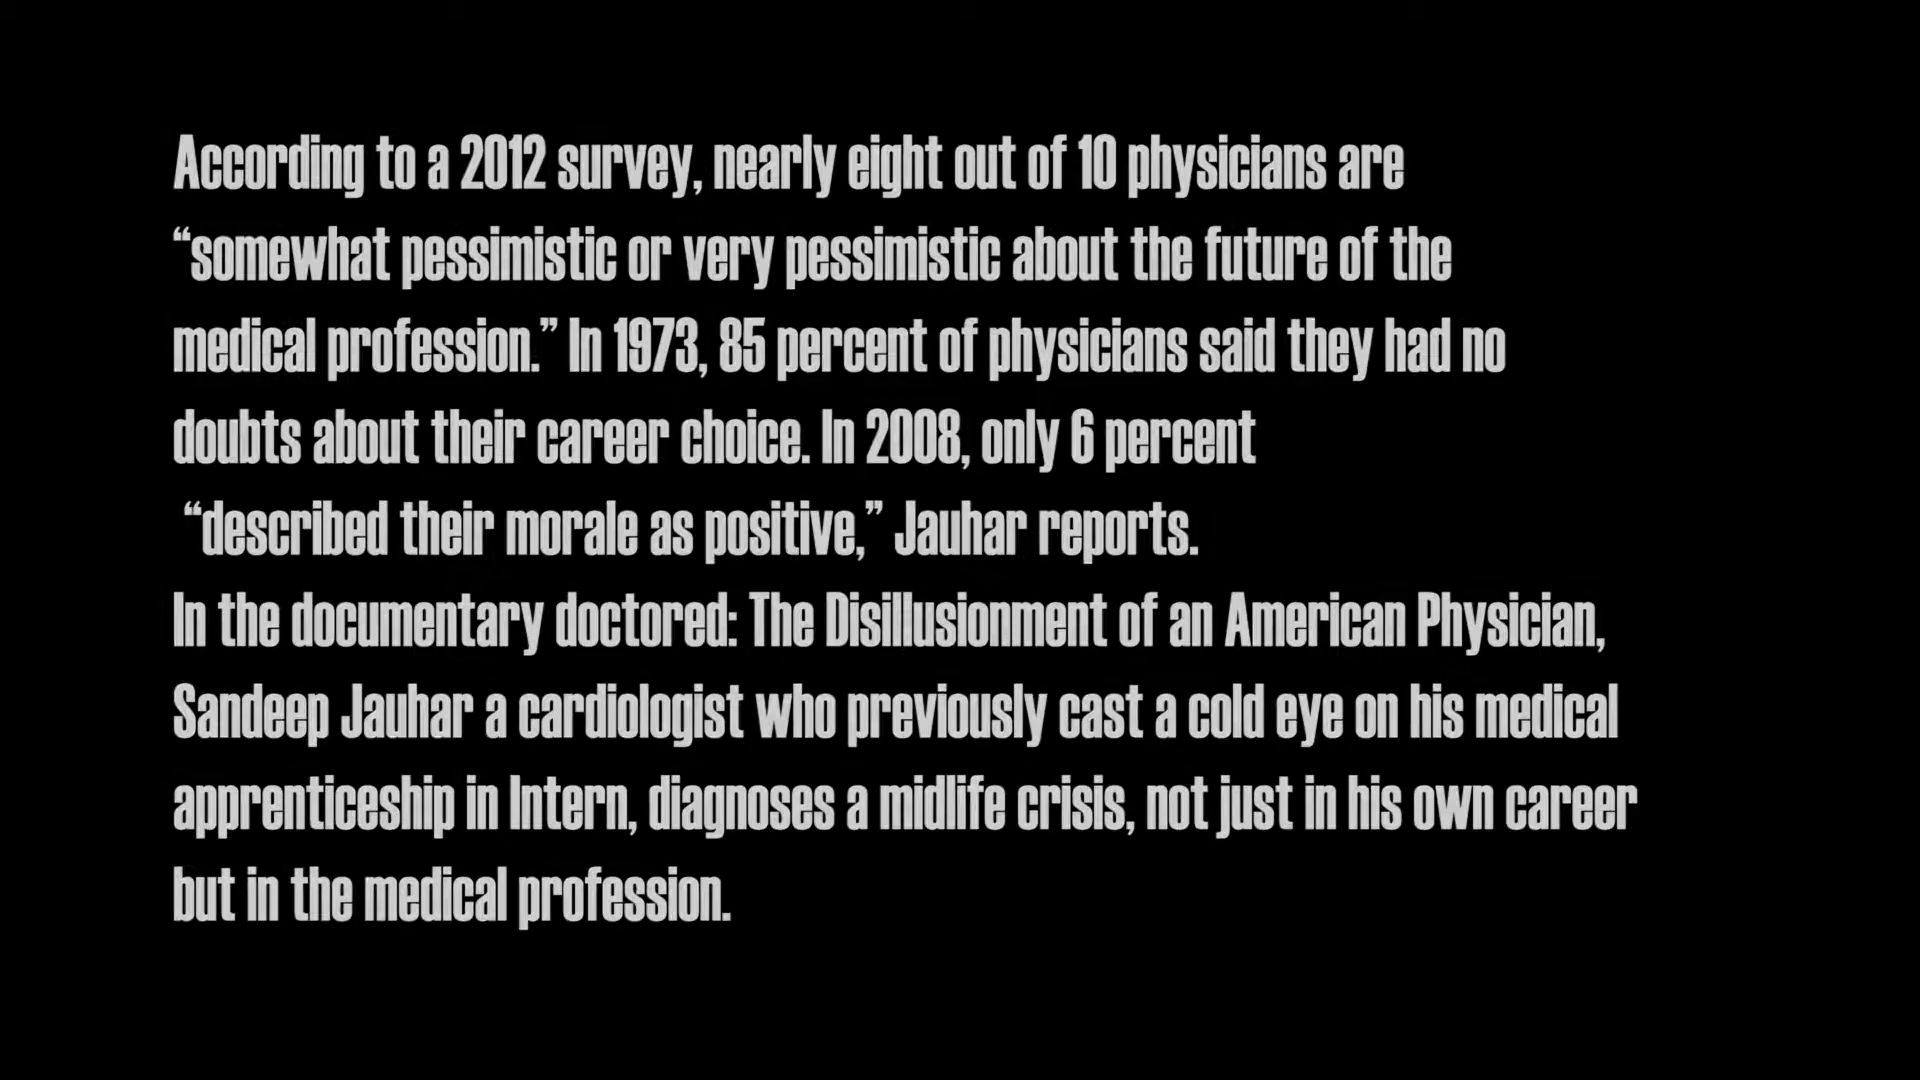 According to a 2012 survey, nearly eight out of 10 physicians are
“somewhat pessimistic or very pessimistic about the future of the
medical profession.” In 1973, 85 percent of physicians said they had no
doubts about their career choice. In 2008, only 6 percent
“described their morale as positive,” Jauhar reports.
In the documentary doctored: The Disillusionment of an American Physician,
Sandeep Jauhar a cardiologist who previously cast a cold eye on his medical
apprenticeship in Intern, diagnoses a midlife crisis, not just in his own career
but in the medical profession.